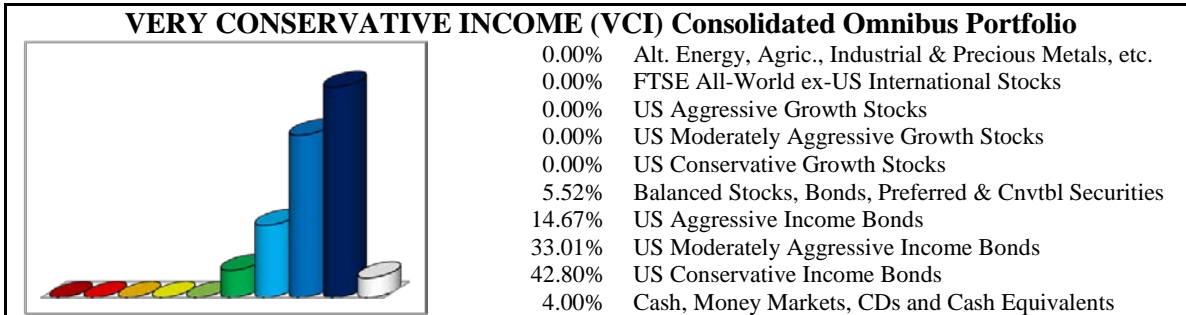 VERY CONSERVATIVE INCOME (VCI) Consolidated Omnibus Portfolio
0.00% Alt. Energy, Agric., Industrial & Precious Metals, etc.
0.00% FTSE All-World ex-US International Stocks
0.00% US Aggressive Growth Stocks
0.00% US Moderately Aggressive Growth Stocks
0.00% US Conservative Growth Stocks
5.52% Balanced Stocks, Bonds, Preferred & Cnvtbl Securities
14.67% US Aggressive Income Bonds
33.01% US Moderately Aggressive Income Bonds
42.80% US Conservative Income Bonds
4.00% Cash, Money Markets, CDs and Cash Equivalents